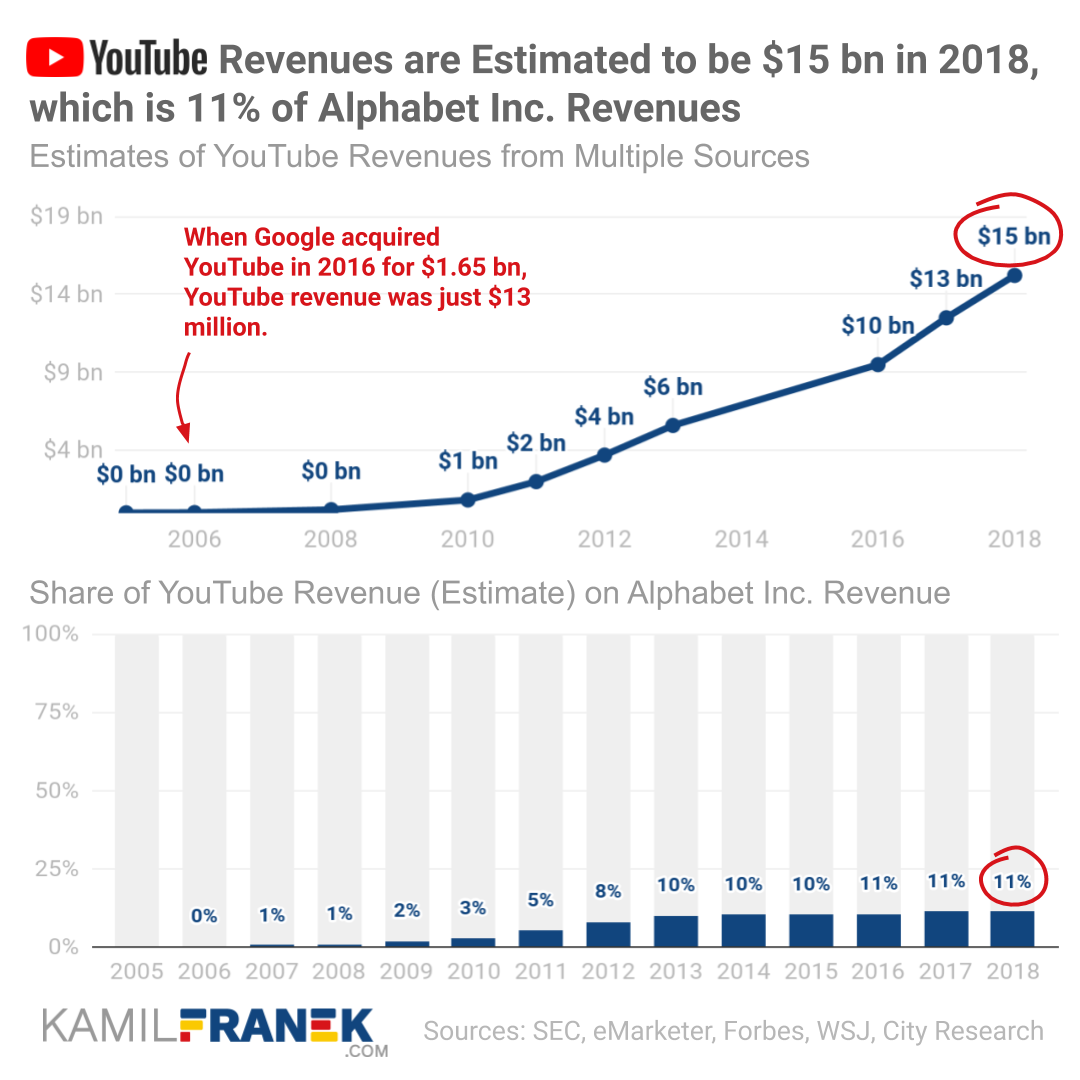 YouTube Revenues are Estimated to be $15 bn in 2018,
which is 11% of Alphabet Inc. Revenues
Estimates of YouTube Revenues from Multiple Sources
$19 bn
$14 bn
$9 bn
$4 bn
When Google acquired
YouTube in 2016 for $1.65 bn,
YouTube revenue was just $13
million.
$0 bn $0 bn $0 bn $1 bn $2 bn $4 bn $6 bn $10 bn $13 bn $15 bn
2006 2008 2010 2012 2014 2016 2018
Share of YouTube Revenue (Estimate) on Alphabet Inc. Revenue
100%
75%
50%
25%
0%
0% 1% 1% 2% 3% 5% 8% 10% 10% 10% 11% 11% 11%
2005 2006 2007 2008 2009 2010 2011 2012 2013 2014 2015 2016 2017 2018
KAMILFRANEK
.COM
Sources: SEC, eMarketer, Forbes, WSJ, City Research